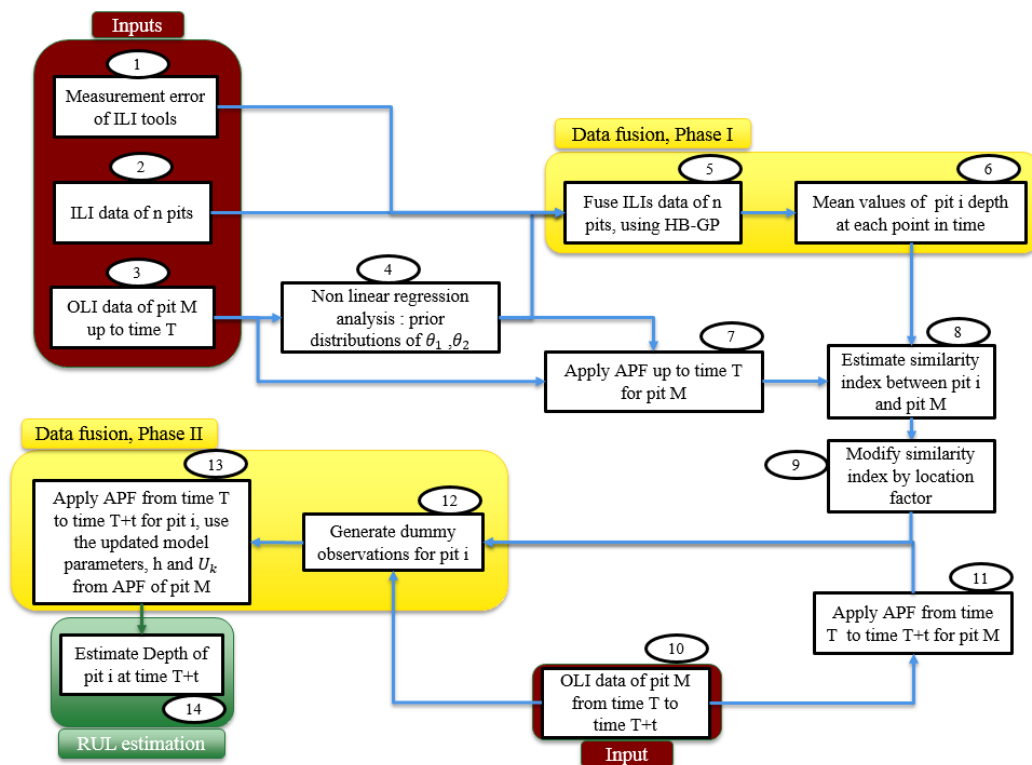 Inputs
1
Measurement error
of ILI tools
2
ILI data of n pits
3
OLI data of pit M
up to time T
4
Non linear regression
analysis : prior
distributions of θ₁ ,θ₂
Data fusion, Phase I
5
Fuse ILIs data of n
pits, using HB-GP
6
Mean values of pit i depth
at each point in time
7
Apply APF up to time T
for pit M
8
Estimate similarity
index between pit i
and pit M
9
Modify similarity
index by location
factor
Data fusion, Phase II
13
Apply APF from time T
to time T+t for pit i, use
the updated model
parameters, h and Uₖ
from APF of pit M
12
Generate dummy
observations for pit i
11
Apply APF from time
T to time T+t for pit M
10
OLI data of pit M
from time T to
time T+t
Input
Estimate Depth of
pit i at time T+t
14
RUL estimation